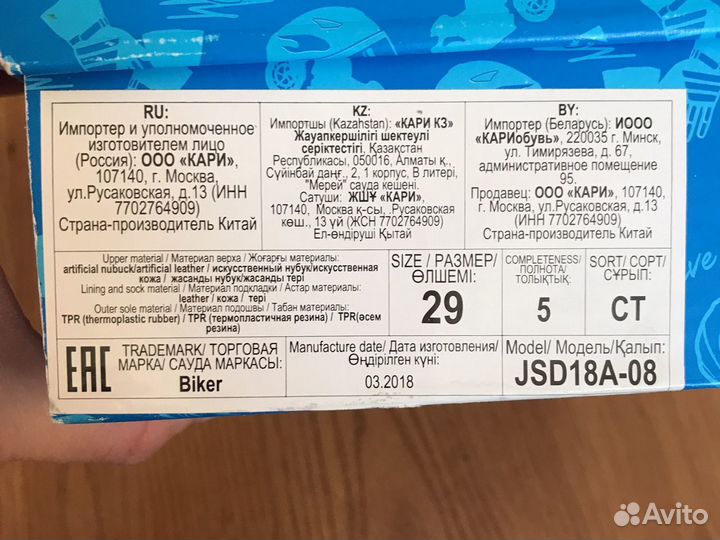 RU:
Импортер и уполномоченное
изготовителем лицо
(Россия): ООО «КАРИ»,
107140, г. Москва,
ул.Русаковская, д.13 (ИНН
7702764909)
Страна-производитель Китай
KZ:
Импортшы (Kazahstan): «КАРИ КЗ»
Жауапкершілігі шектеулі
серіктестігі. Қазақстан
Республикасы, 050016, Алматы қ.,
Сүйінбай даңғ., 2, 1 корпус, В литері,
"Мерей" сауда кешені.
Сатушы: ЖШҰ «КАРИ»,
107140, Москва қ-сы, .Русаковская
көш., 13 үй (ЖСН 7702764909)
Ел-өндіруші Қытай
BY:
Импортер (Беларусь): ИООО
«КАРИобувь», 220035 г. Минск,
ул. Тимирязева, д. 67,
административное помещение
95.
Продавец: ООО «КАРИ», 107140,
г. Москва, ул.Русаковская, д.13
(ИНН 7702764909)
Страна-производитель Китай
Upper material / Материал верха / Жоғарғы материалы:
artificial nubuck/artificial leather / искусственный нубук/искусственная
кожа / жасанды нубук/жасанды тері
Lining and sock material / Материал подкладки / Астар материалы:
leather / кожа / тері
Outer sole material / Материал подошвы / Табан материалы:
TPR (thermoplastic rubber) / TPR (термопластичная резина) / TPR(әсем
резина)
SIZE / РАЗМЕР/
ӨЛШЕМІ:
29
COMPLETENESS/
ПОЛНОТА/
ТОЛЫҚТЫҚ:
5
SORT/ СОРТ/
СҰРЫП:
СТ
EAC
TRADEMARK/ ТОРГОВАЯ
МАРКА/ САУДА МАРКАСЫ:
Biker
Manufacture date/ Дата изготовления/
Өндірілген күні:
03.2018
Model/ Модель/Қалып:
JSD18A-08
Avito